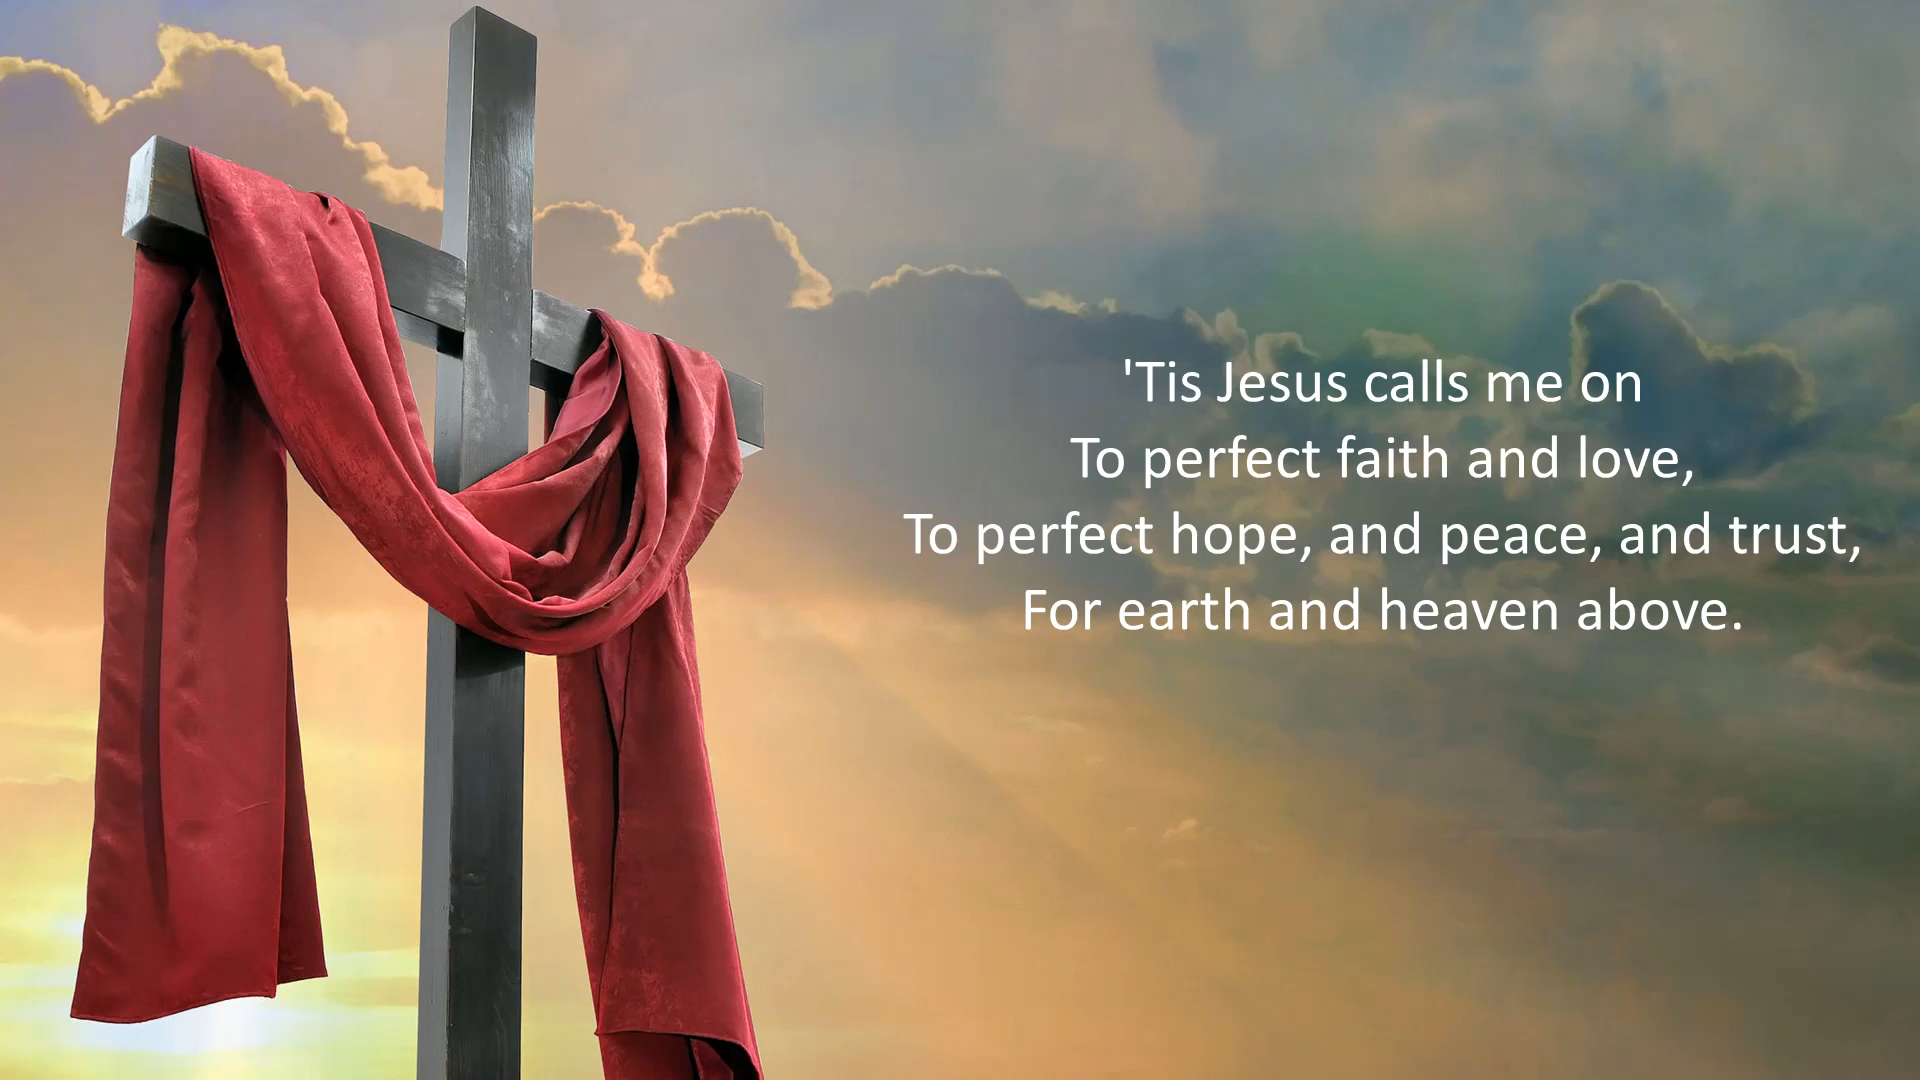 'Tis Jesus calls me on
To perfect faith and love,
To perfect hope, and peace, and trust,
For earth and heaven above.